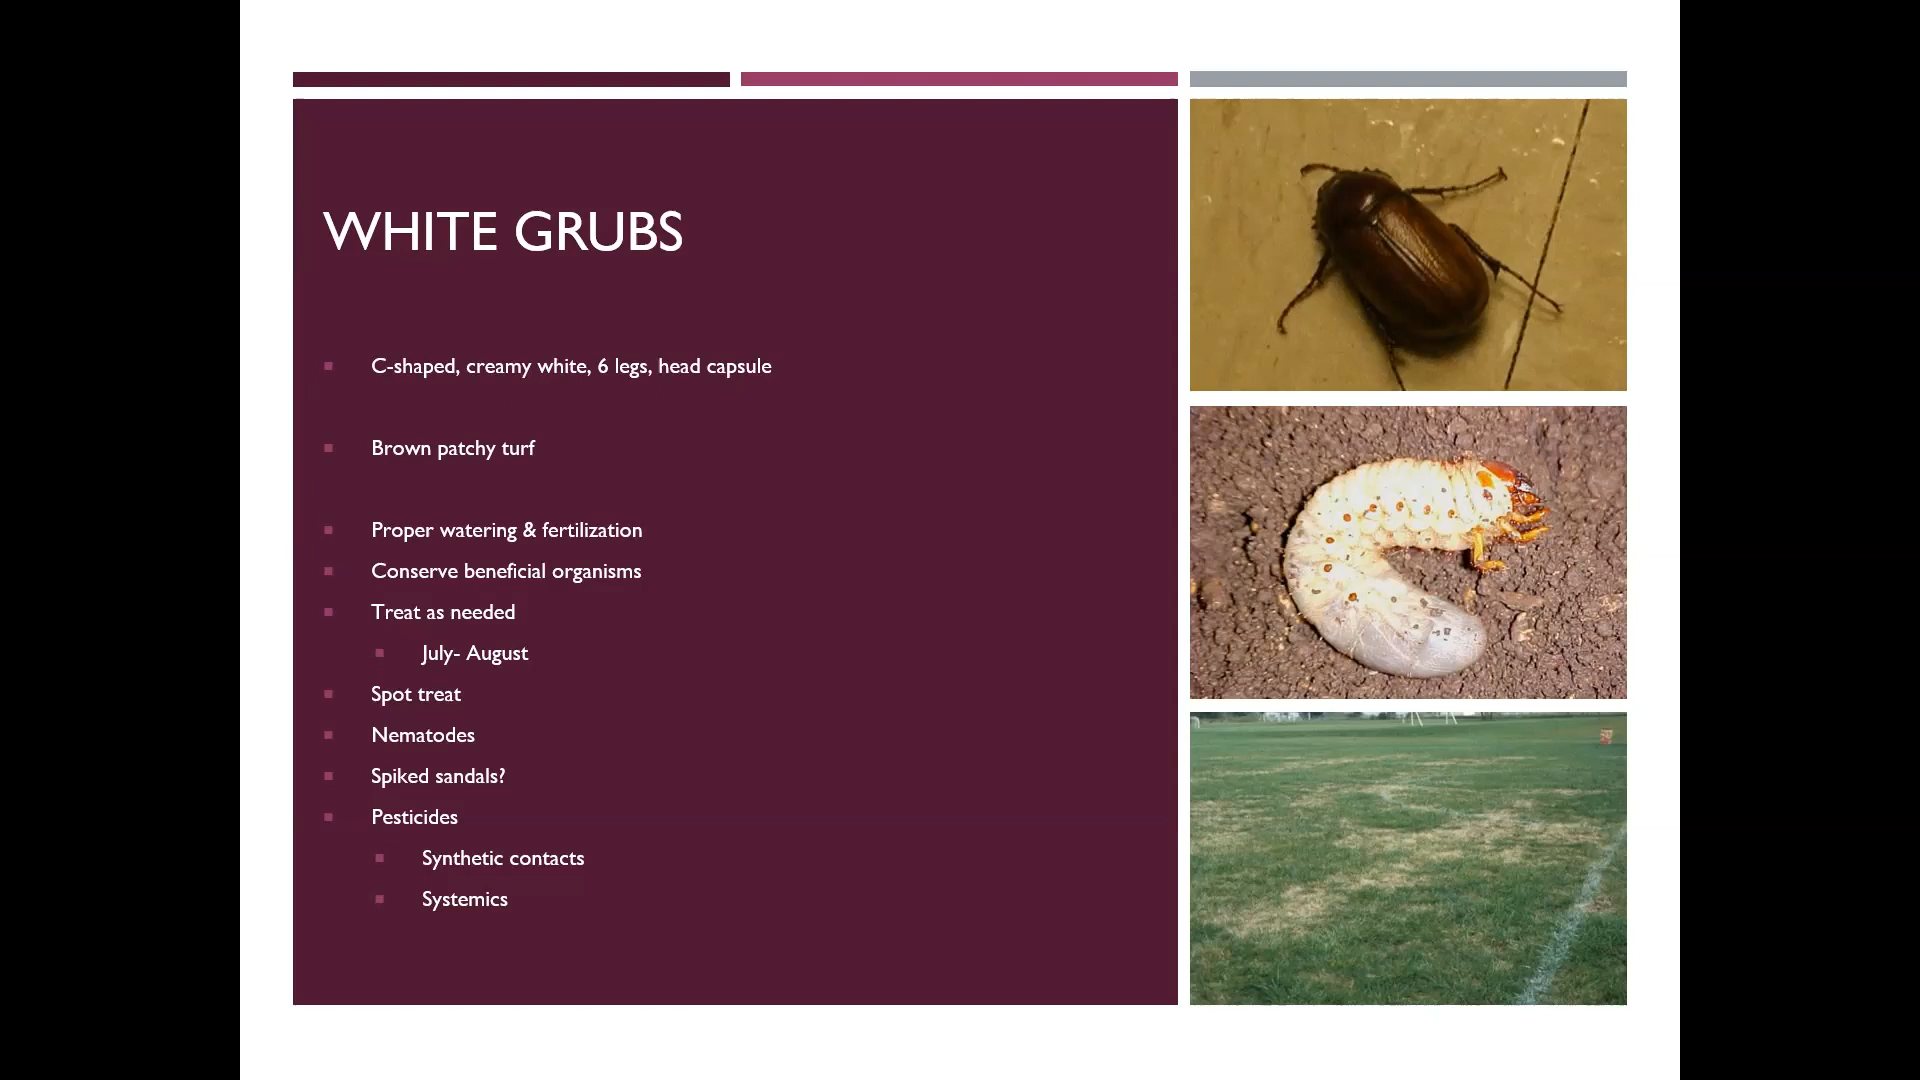 WHITE GRUBS
C-shaped, creamy white, 6 legs, head capsule
Brown patchy turf
Proper watering & fertilization
Conserve beneficial organisms
Treat as needed
July- August
Spot treat
Nematodes
Spiked sandals?
Pesticides
Synthetic contacts
Systemics